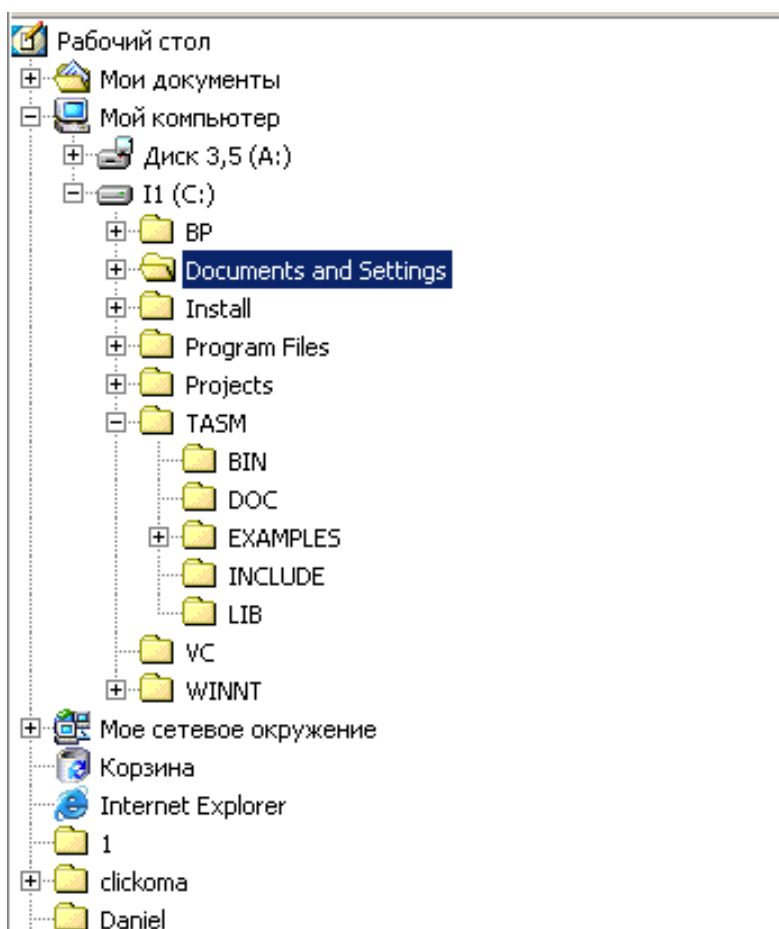 Рабочий стол
Мои документы
Мой компьютер
Диск 3,5 (A:)
I1 (C:)
BP
Documents and Settings
Install
Program Files
Projects
TASM
BIN
DOC
EXAMPLES
INCLUDE
LIB
VC
WINNT
Мое сетевое окружение
Корзина
Internet Explorer
1
clickoma
Daniel